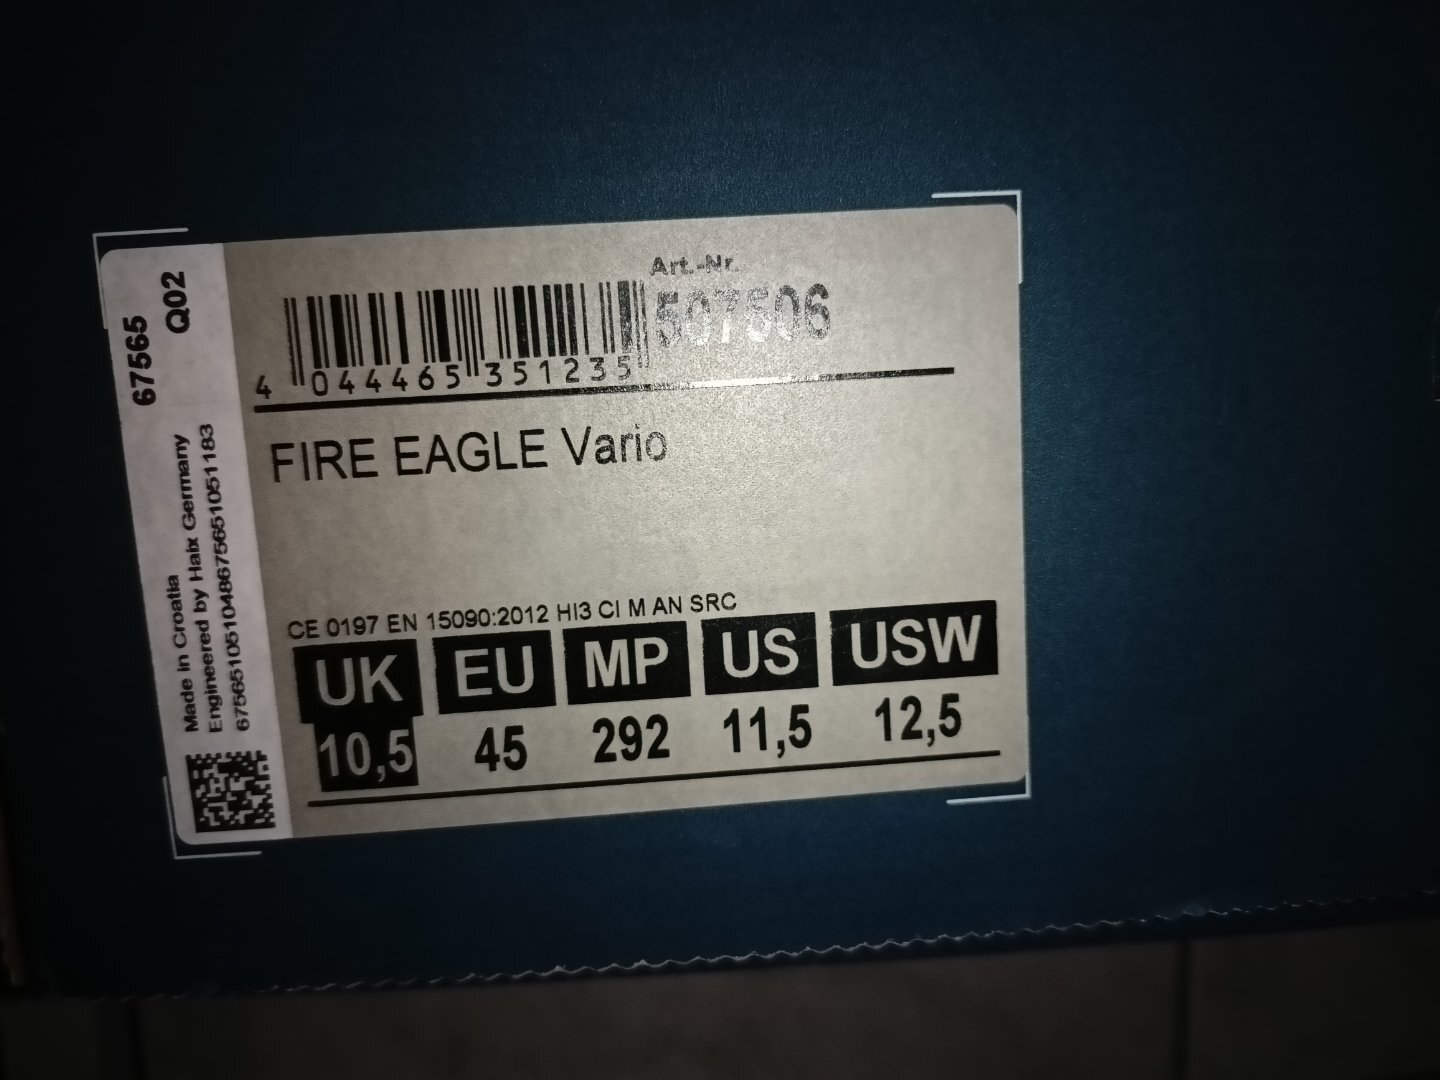 67565
Q02
Made in Croatia
Engineered by Haix Germany
6756510510486756510511183
Art.-Nr.
507506
4 044465 351235
FIRE EAGLE Vario
CE 0197 EN 15090:2012 HI3 CI M AN SRC
UK EU MP US USW
10,5 45 292 11,5 12,5